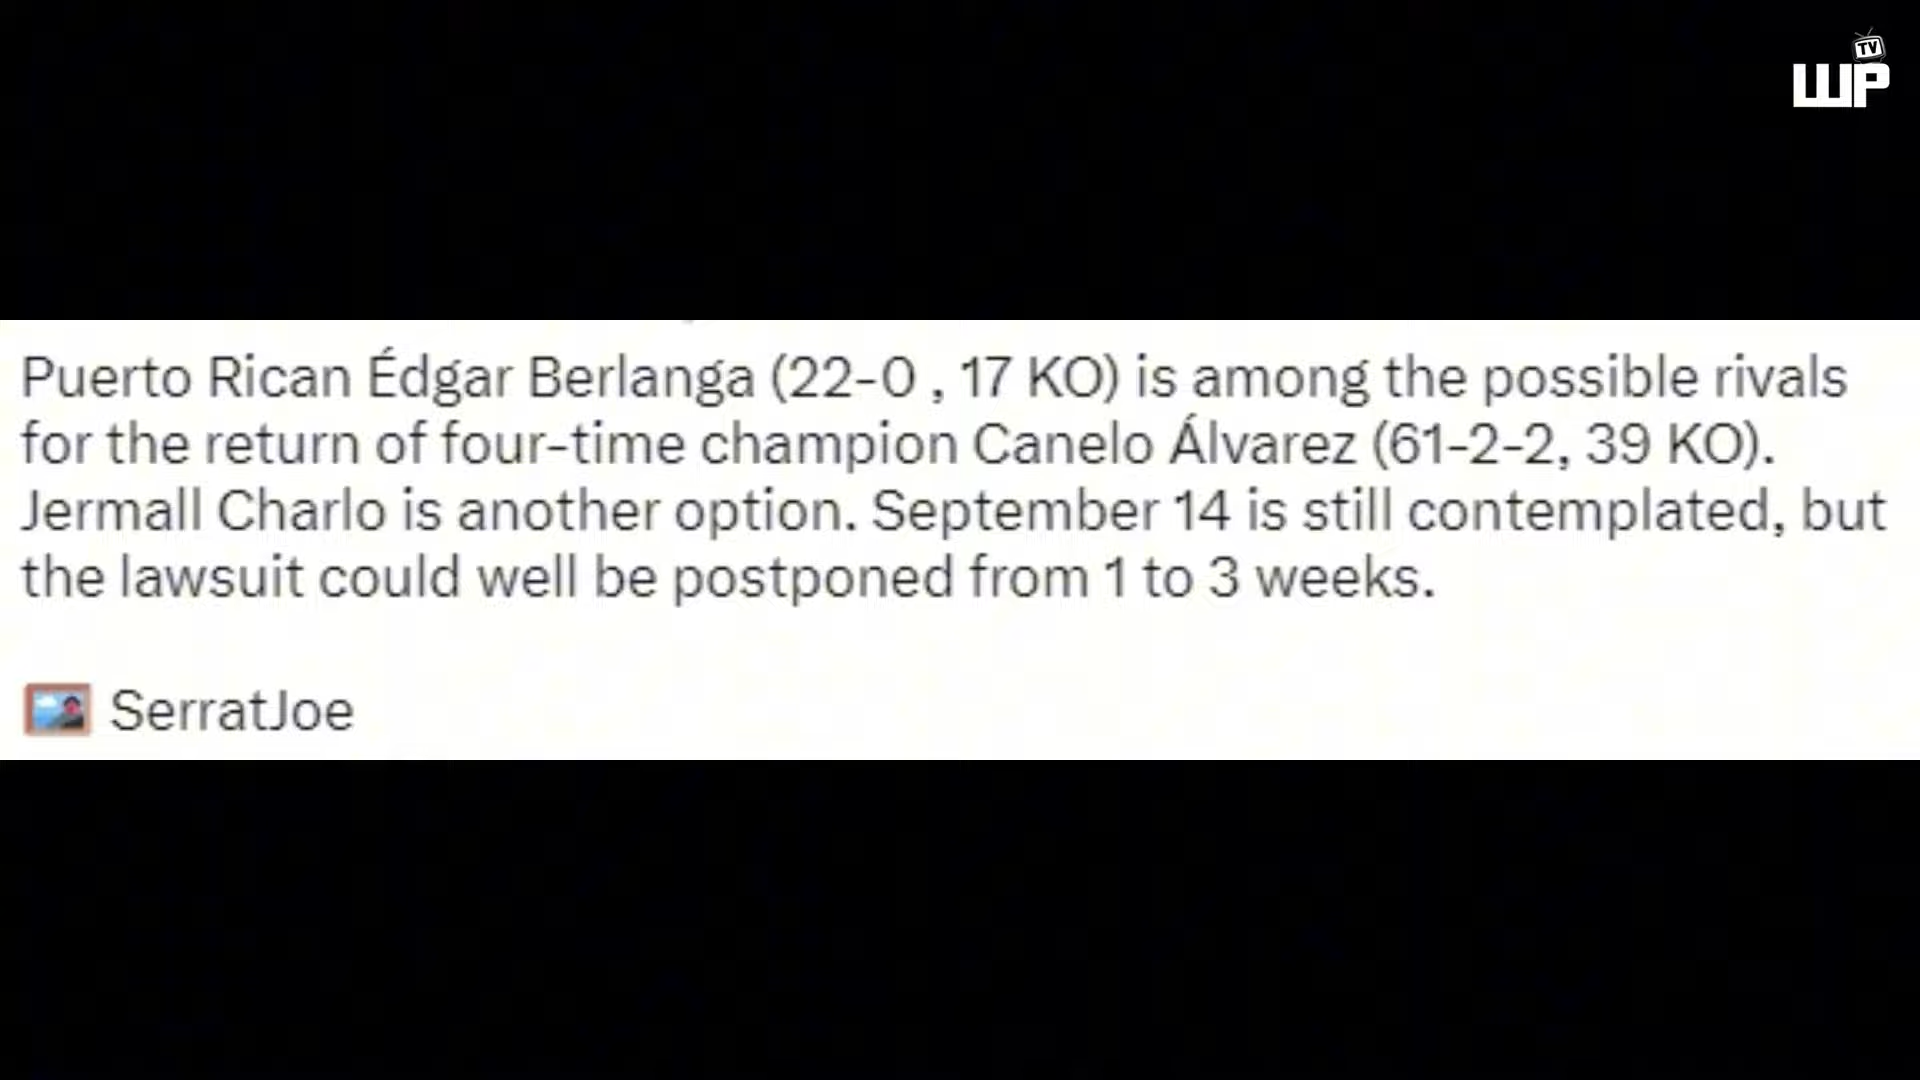 TV
WP
Puerto Rican Édgar Berlanga (22-0 , 17 KO) is among the possible rivals
for the return of four-time champion Canelo Álvarez (61-2-2, 39 KO).
Jermall Charlo is another option. September 14 is still contemplated, but
the lawsuit could well be postponed from 1 to 3 weeks.
SerratJoe